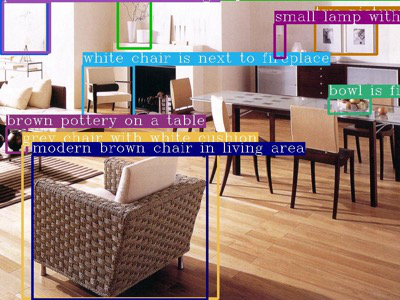 small lamp with
white chair is next to fireplace
bowl is fi
brown pottery on a table
grey chair with white cushion
modern brown chair in living area